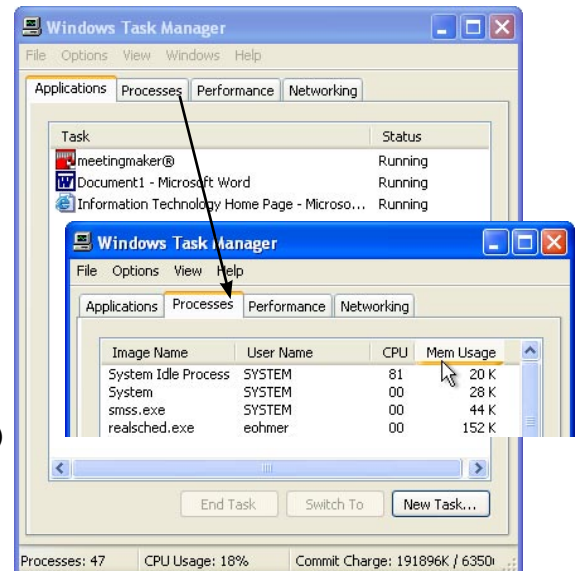 Windows Task Manager
File Options View Windows Help
Applications Processes Performance Networking
Task Status
meetingmaker® Running
Document1 - Microsoft Word Running
Information Technology Home Page - Microso... Running
Windows Task Manager
File Options View Help
Applications Processes Performance Networking
Image Name User Name CPU Mem Usage
System Idle Process SYSTEM 81 20 K
System SYSTEM 00 28 K
smss.exe SYSTEM 00 44 K
realsched.exe eohmer 00 152 K
)
End Task Switch To New Task...
Processes: 47 CPU Usage: 18% Commit Charge: 191896K / 6350